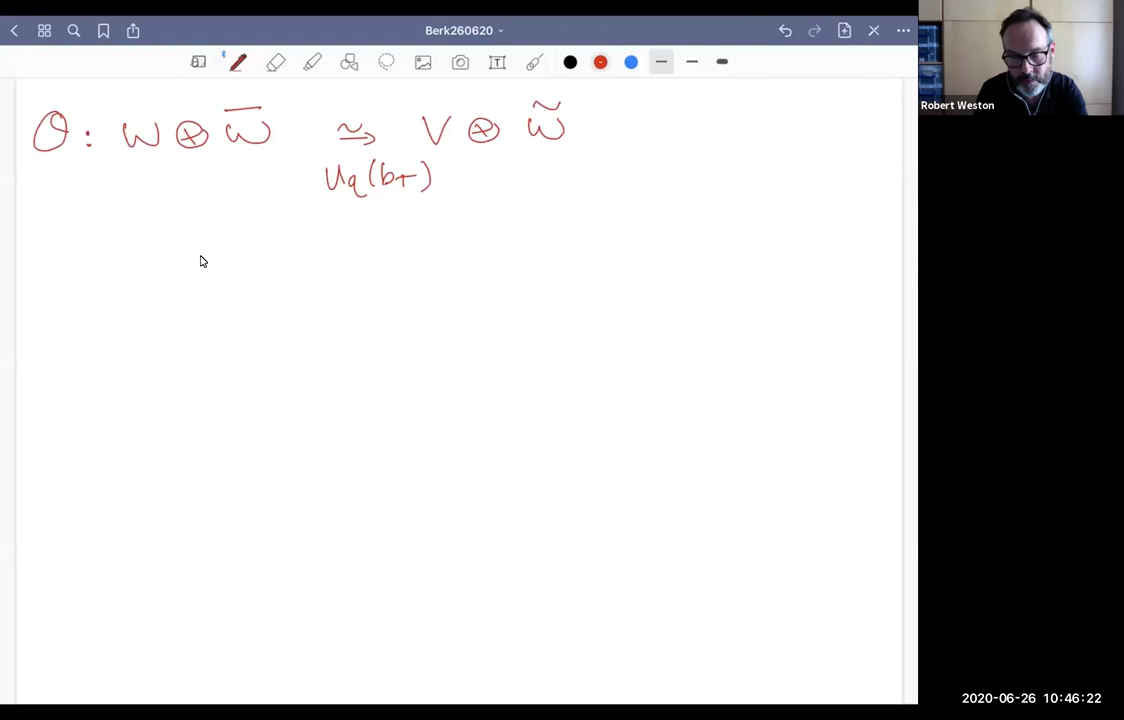 Berk260620
Robert Weston
O : W ⊗ W̅ ⥲ V ⊗ W̃
Uq(b+)
2020-06-26 10:46:22